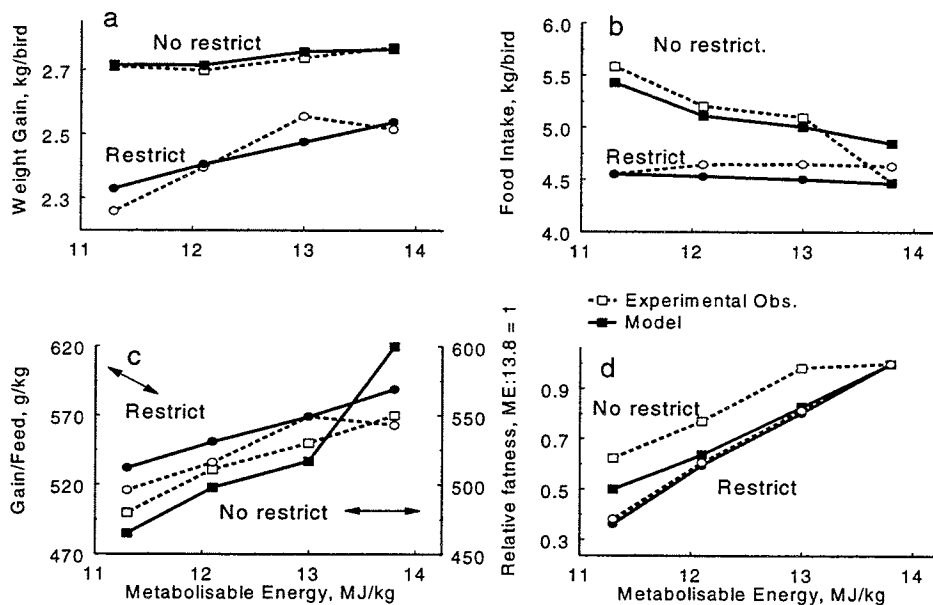 a
Weight Gain, kg/bird
2.7
2.5
2.3
No restrict
Restrict
11
12
13
14
b
Food Intake, kg/bird
5.5
5.0
4.5
4.0
No restrict.
Restrict
11
12
13
14
Experimental Obs.
Model
c
Gain/Feed, g/kg
620
570
520
470
Restrict
No restrict
600
550
500
450
11
12
13
14
Metabolisable Energy, MJ/kg
d
Relative fatness, ME:13.8 = 1
0.9
0.7
0.5
0.3
No restrict
Restrict
11
12
13
14
Metabolisable Energy, MJ/kg